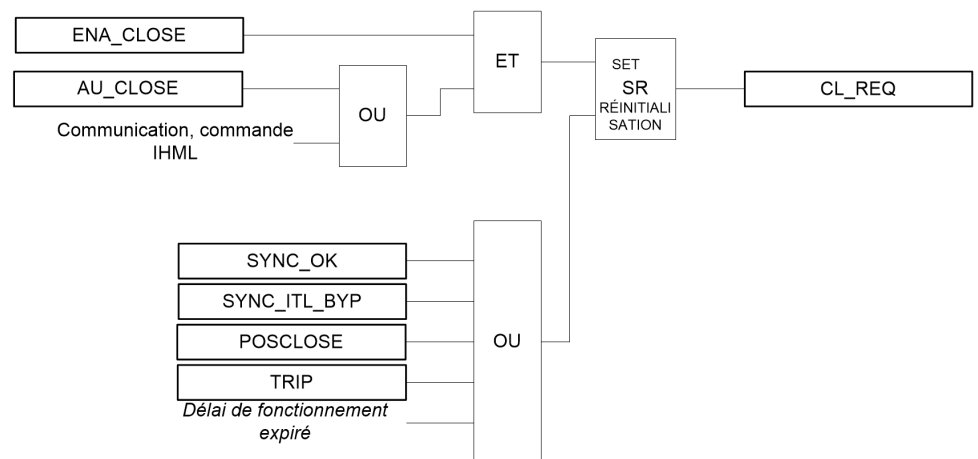 ENA_CLOSE
ET
SET
SR
RÉINITIALI
SATION
CL_REQ
AU_CLOSE
OU
Communication, commande
IHML
SYNC_OK
SYNC_ITL_BYP
POSCLOSE
OU
TRIP
Délai de fonctionnement
expiré